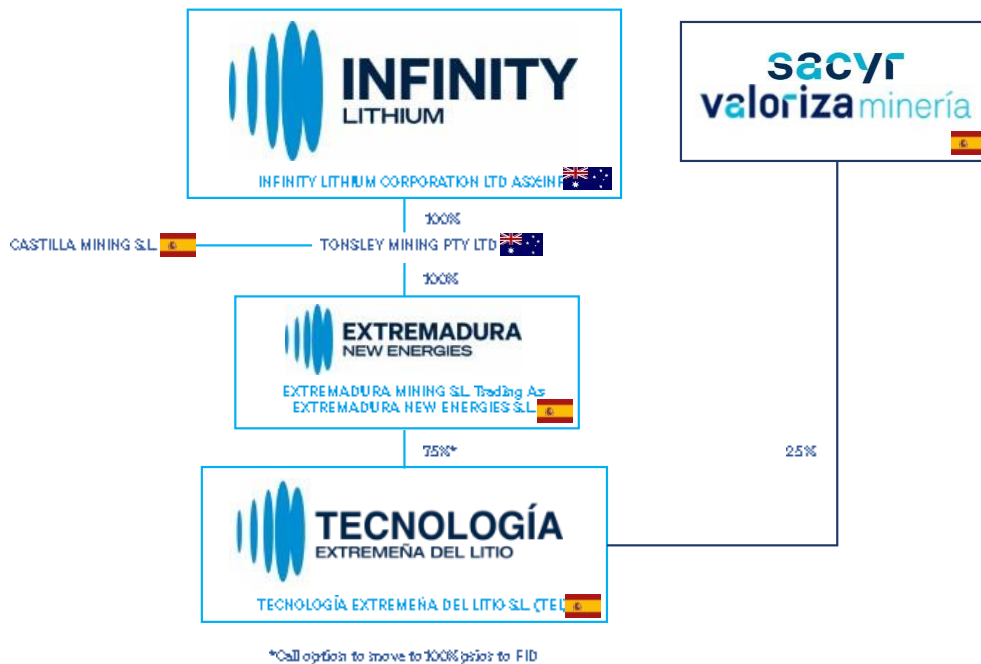 INFINITY
LITHIUM
INFINITY LITHIUM CORPORATION LTD ASX:INF
sacyr
valoriza minería
100%
CASTILLA MINING S.L.
TONSLEY MINING PTY LTD
100%
EXTREMADURA
NEW ENERGIES
EXTREMADURA MINING S.L. Trading As
EXTREMADURA NEW ENERGIES S.L.
75%*
25%
TECNOLOGÍA
EXTREMEÑA DEL LITIO
TECNOLOGÍA EXTREMEÑA DEL LITIO S.L. (TEL)
*Call option to move to 100% prior to FID